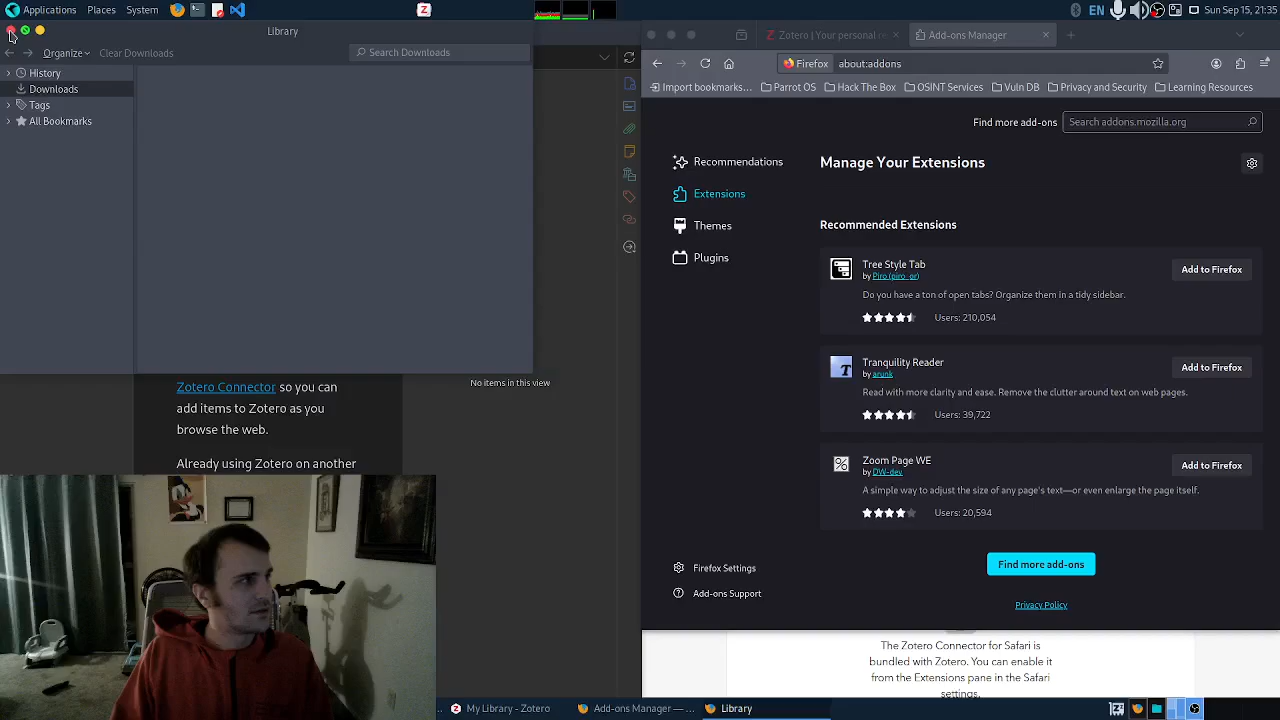 Applications Places System
EN
Sun Sep 15, 21:35
Library
Organize
Clear Downloads
Search Downloads
History
Downloads
Tags
All Bookmarks
Zotero Connector so you can
add items to Zotero as you
browse the web.
Already using Zotero on another
No items in this view
Zotero | Your personal re
Add-ons Manager
Firefox
about:addons
Import bookmarks...
Parrot OS
Hack The Box
OSINT Services
Vuln DB
Privacy and Security
Learning Resources
Find more add-ons
Search addons.mozilla.org
Recommendations
Extensions
Themes
Plugins
Manage Your Extensions
Recommended Extensions
Tree Style Tab
by Piro (piro_or)
Add to Firefox
Do you have a ton of open tabs? Organize them in a tidy sidebar.
Users: 210,054
Tranquility Reader
by arunk
Add to Firefox
Read with more clarity and ease. Remove the clutter around text on web pages.
Users: 39,722
Zoom Page WE
by DW-dev
Add to Firefox
A simple way to adjust the size of any page's text—or even enlarge the page itself.
Users: 20,594
Find more add-ons
Firefox Settings
Add-ons Support
Privacy Policy
The Zotero Connector for Safari is
bundled with Zotero. You can enable it
from the Extensions pane in the Safari
settings.
My Library - Zotero
Add-ons Manager — ...
Library